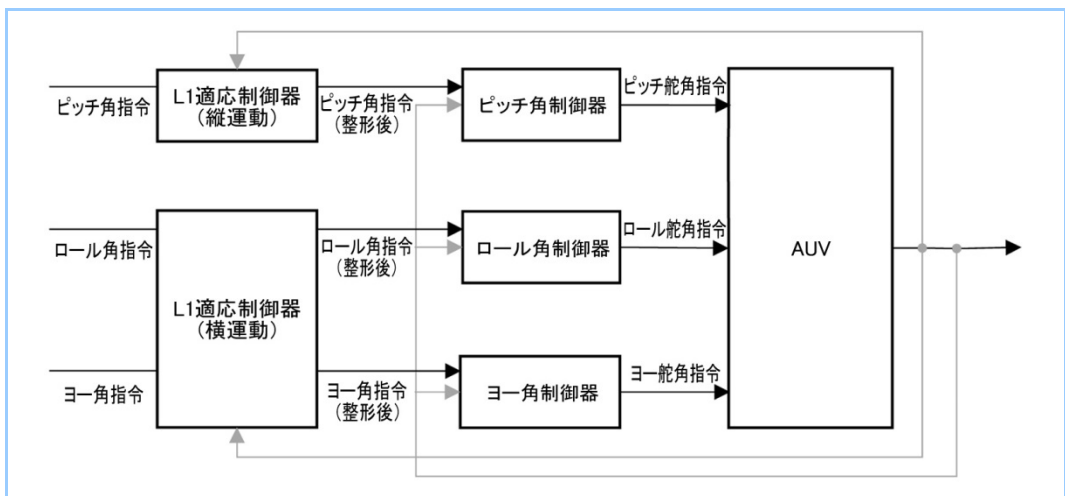 ピッチ角指令
L1適応制御器
(縦運動)
ピッチ角指令
(整形後)
ピッチ角制御器
ピッチ舵角指令
ロール角指令
L1適応制御器
(横運動)
ロール角指令
(整形後)
ロール角制御器
ロール舵角指令
AUV
ヨー角指令
ヨー角指令
(整形後)
ヨー角制御器
ヨー舵角指令